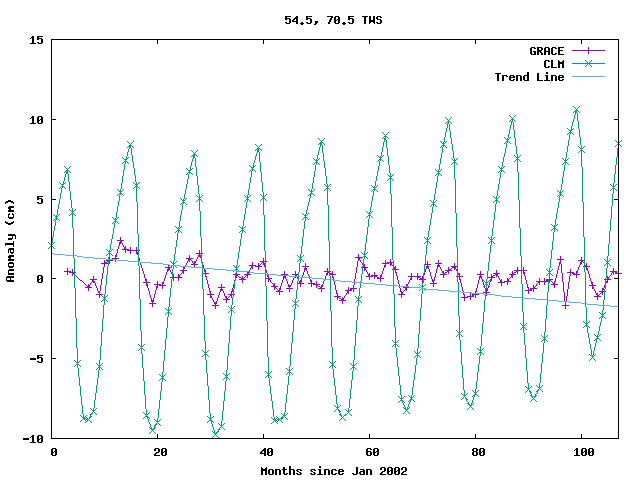 54.5, 70.5 TWS
GRACE
CLM
Trend Line
15
10
5
0
-5
-10
Anomaly (cm)
0 20 40 60 80 100
Months since Jan 2002